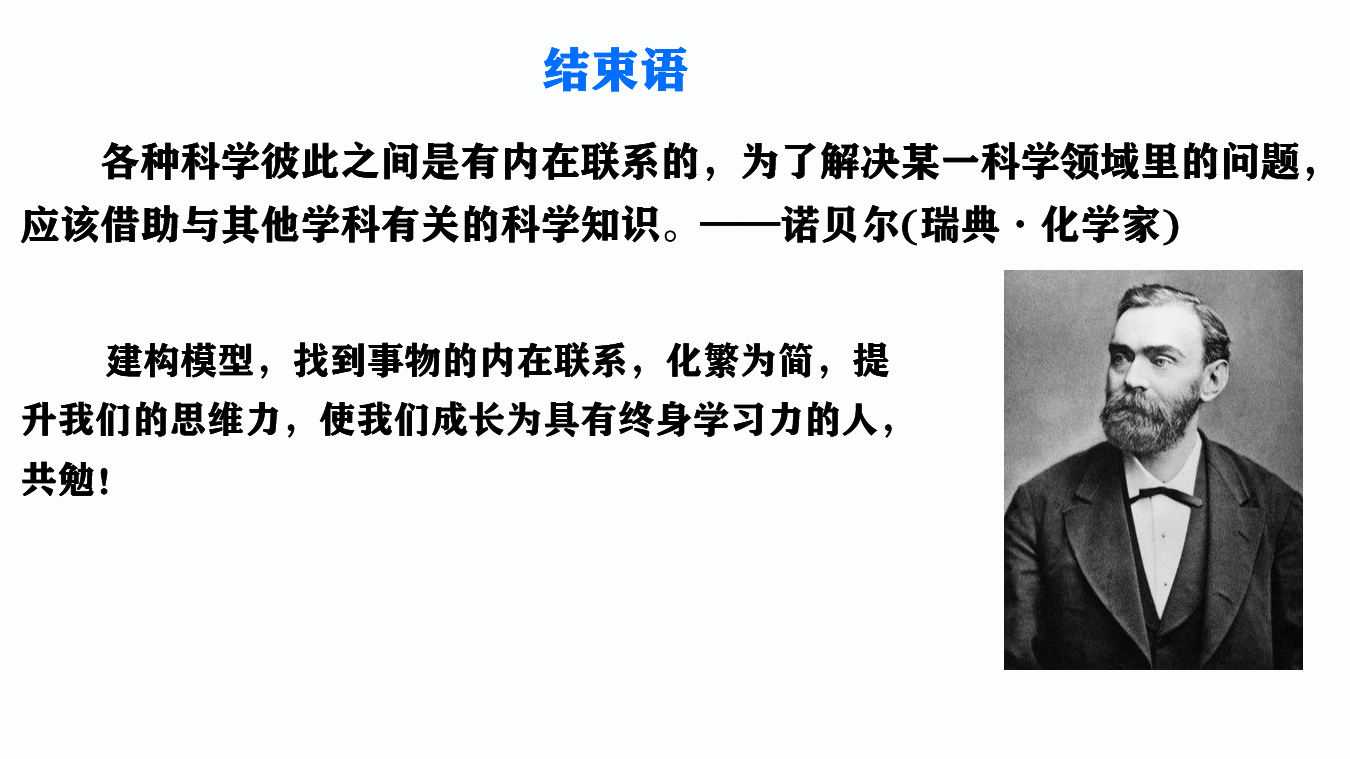 结束语
各种科学彼此之间是有内在联系的，为了解决某一科学领域里的问题，
应该借助与其他学科有关的科学知识。——诺贝尔(瑞典·化学家)
建构模型，找到事物的内在联系，化繁为简，提
升我们的思维力，使我们成长为具有终身学习力的人，
共勉！